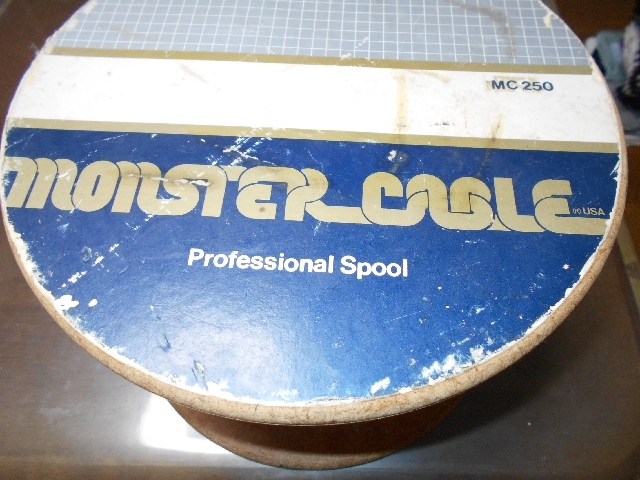 MC 250
MONSTER CABLE USA
Professional Spool